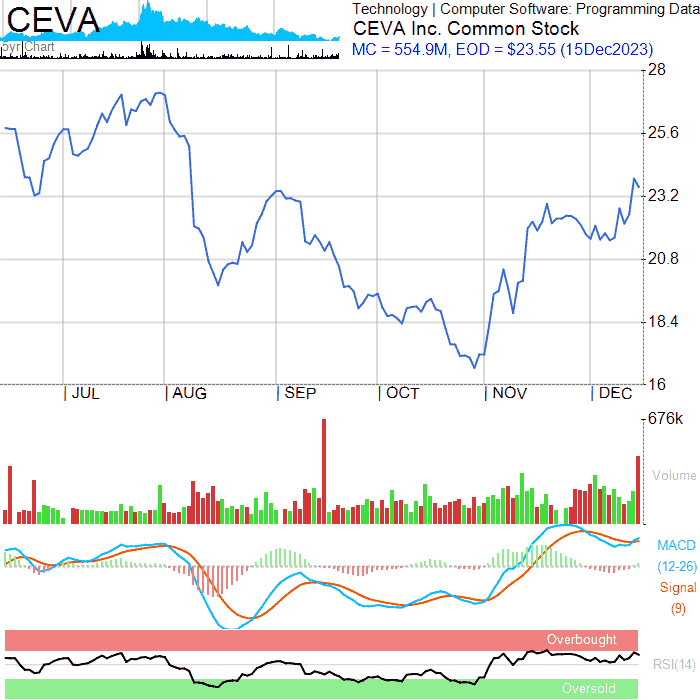 CEVA
5yr Chart
Technology | Computer Software: Programming Data
CEVA Inc. Common Stock
MC = 554.9M, EOD = $23.55 (15Dec2023)
28
25.6
23.2
20.8
18.4
16
JUL AUG SEP OCT NOV DEC
676k
Volume
MACD
(12-26)
Signal
(9)
Overbought
RSI(14)
Oversold